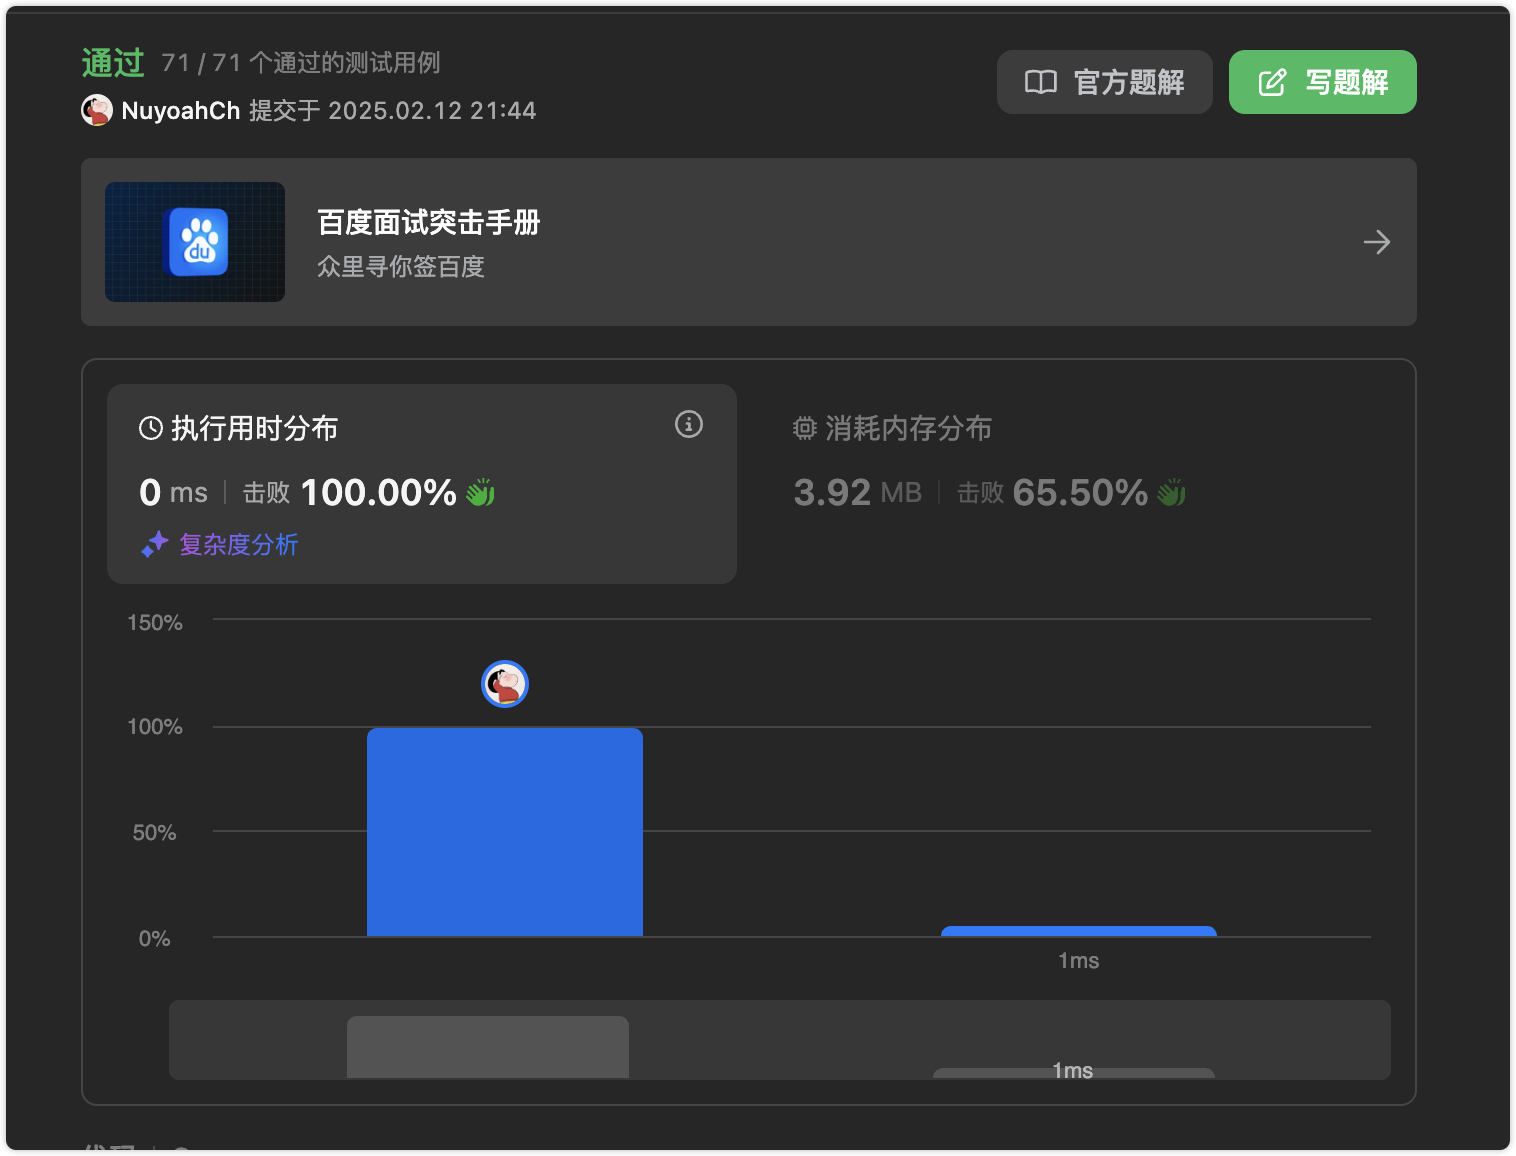 通过 71 / 71 个通过的测试用例
官方题解
写题解
NuyoahCh 提交于 2025.02.12 21:44
du
百度面试突击手册
众里寻你签百度
执行用时分布
0 ms 击败 100.00%
复杂度分析
消耗内存分布
3.92 MB 击败 65.50%
150%
100%
50%
0%
1ms
1ms